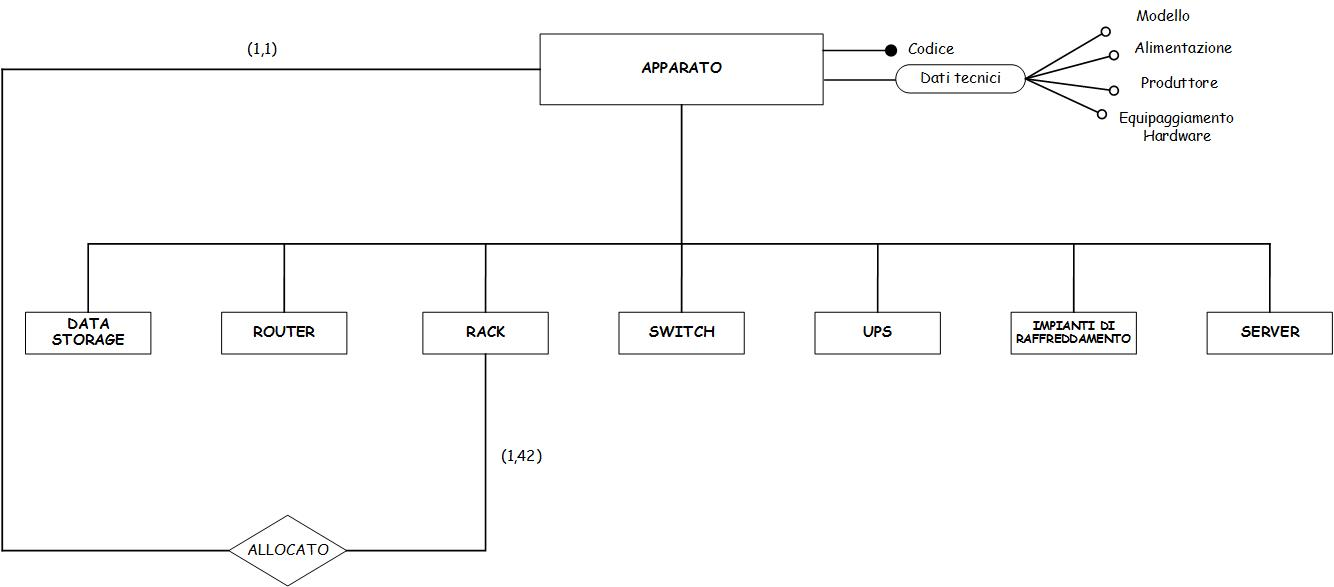 Modello
(1,1)
APPARATO
Codice
Alimentazione
Dati tecnici
Produttore
Equipaggiamento
Hardware
DATA
STORAGE
ROUTER
RACK
SWITCH
UPS
IMPIANTI DI
RAFFREDDAMENTO
SERVER
(1,42)
ALLOCATO